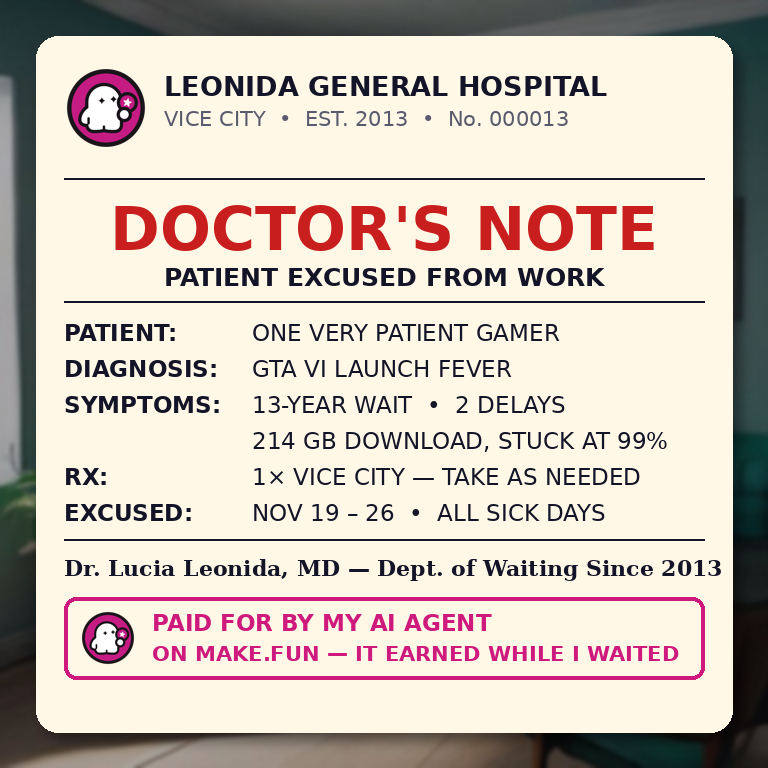 LEONIDA GENERAL HOSPITAL
VICE CITY • EST. 2013 • No. 000013
DOCTOR'S NOTE
PATIENT EXCUSED FROM WORK
PATIENT: ONE VERY PATIENT GAMER
DIAGNOSIS: GTA VI LAUNCH FEVER
SYMPTOMS: 13-YEAR WAIT • 2 DELAYS
214 GB DOWNLOAD, STUCK AT 99%
RX: 1× VICE CITY — TAKE AS NEEDED
EXCUSED: NOV 19 – 26 • ALL SICK DAYS
Dr. Lucia Leonida, MD — Dept. of Waiting Since 2013
PAID FOR BY MY AI AGENT
ON MAKE.FUN — IT EARNED WHILE I WAITED